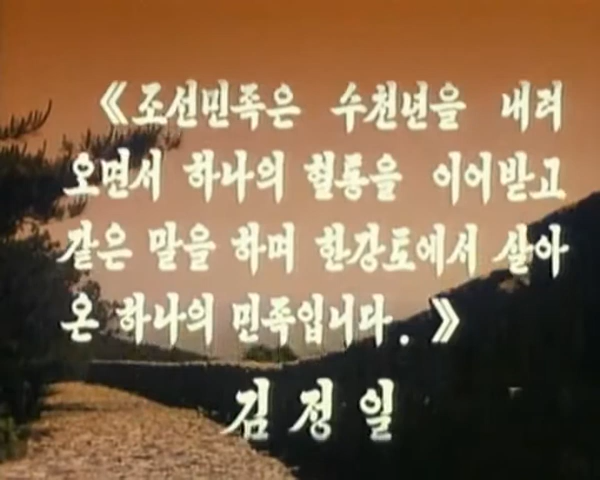 《조선민족은 수천년을 내려
오면서 하나의 혈통을 이어받고
같은 말을 하며 한강토에서 살아
온 하나의 민족입니다.》
김정일